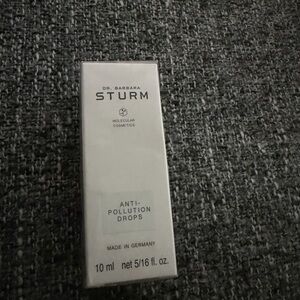 DR. BARBARA
STURM
MOLECULAR
COSMETICS
ANTI-
POLLUTION
DROPS
MADE IN GERMANY
10 ml net 5/16 fl. oz.